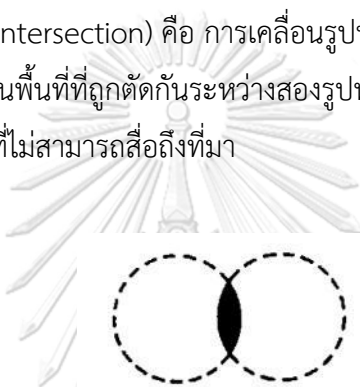 ntersection) คือ การเคลื่อนรูป
นพื้นที่ที่ถูกตัดกันระหว่างสองรูป
ที่ไม่สามารถสื่อถึงที่มา